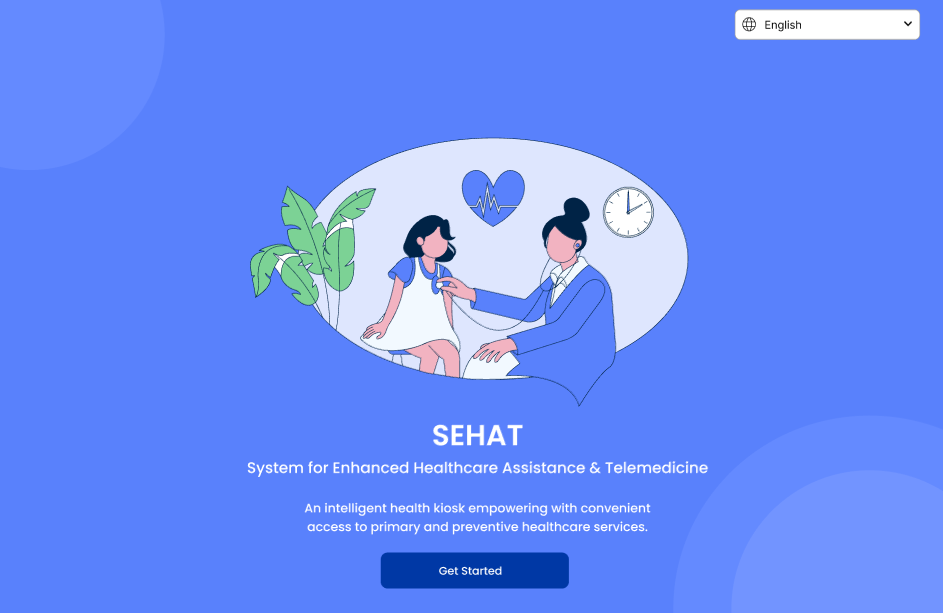 English
SEHAT
System for Enhanced Healthcare Assistance & Telemedicine
An intelligent health kiosk empowering with convenient
access to primary and preventive healthcare services.
Get Started